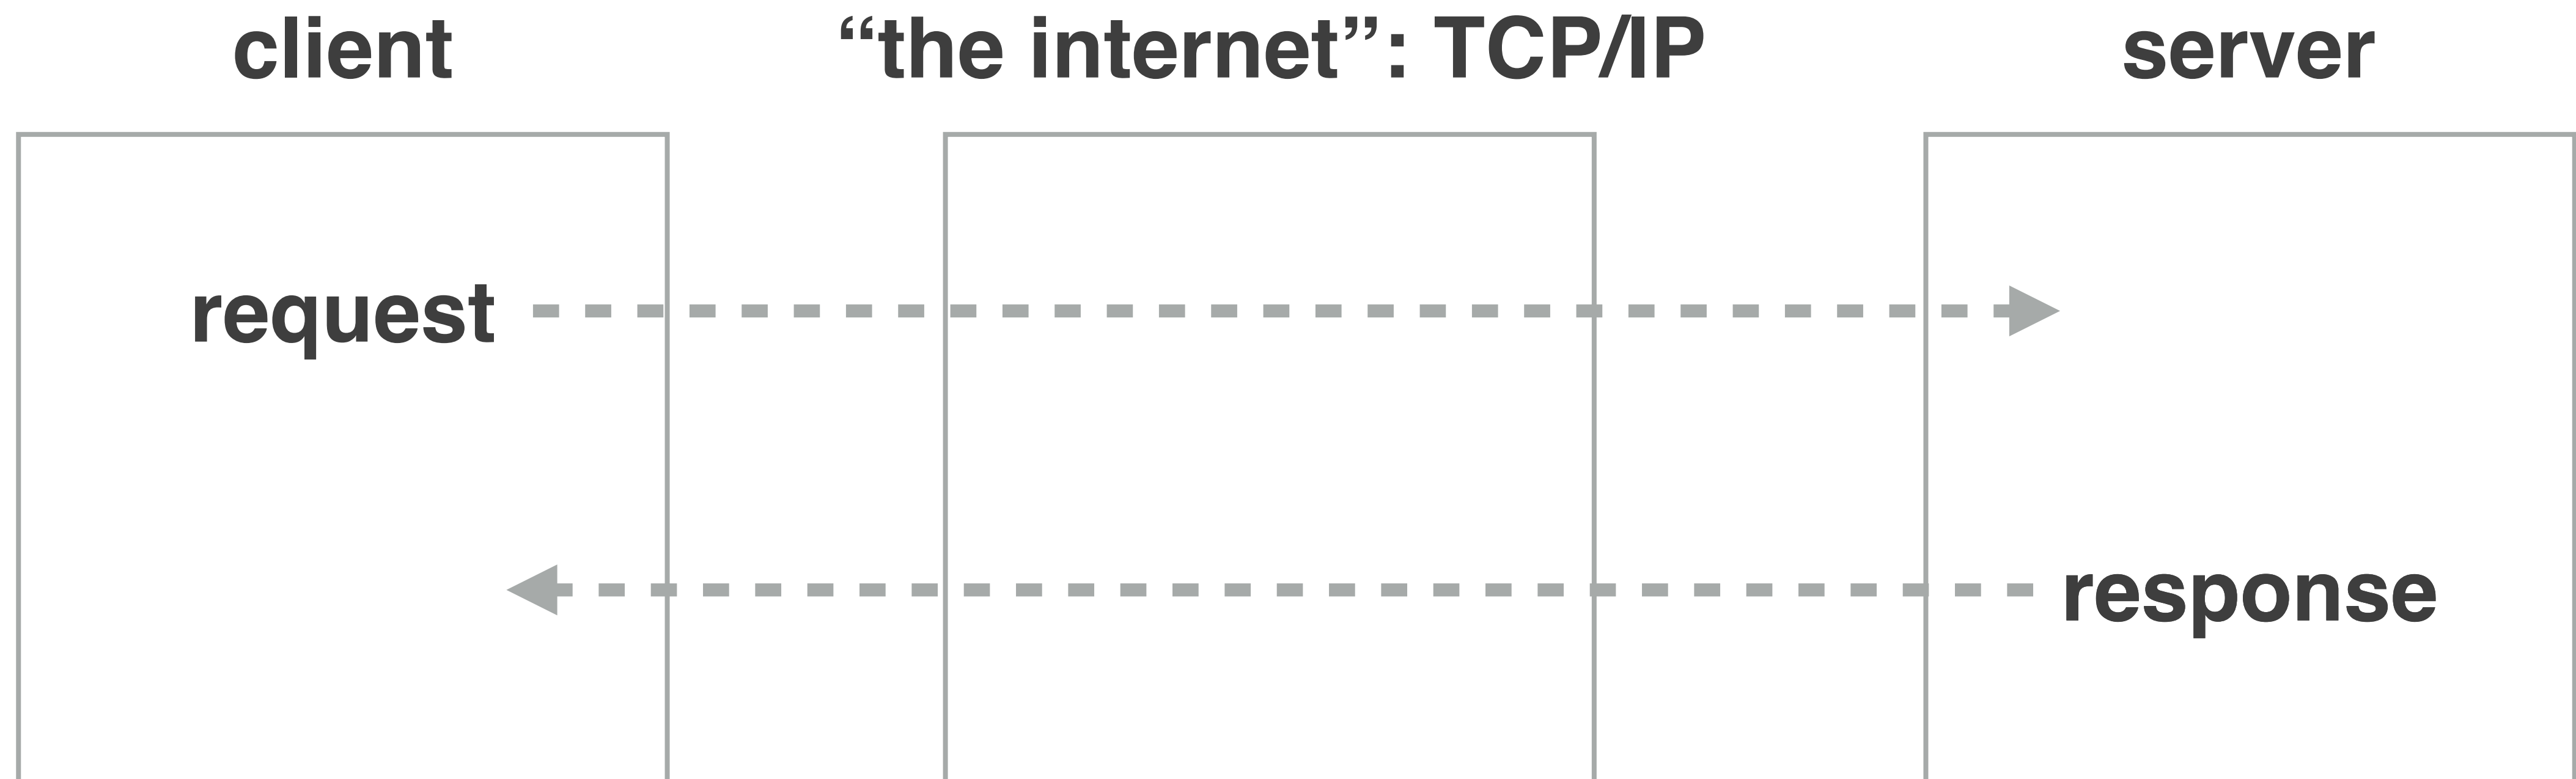 client
“the internet”: TCP/IP
server
request
response